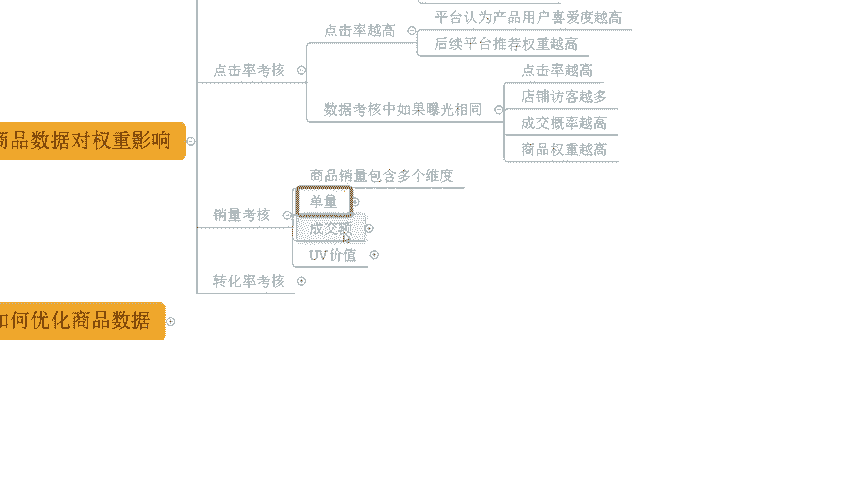 平台认为产品用户喜爱度越高
点击率越高
后续平台推荐权重越高
点击率考核
点击率越高
店铺访客越多
数据考核中如果曝光相同
成交概率越高
商品数据对权重影响
商品权重越高
商品销量包含多个维度
单量
销量考核
成交额
UV价值
转化率考核
如何优化商品数据